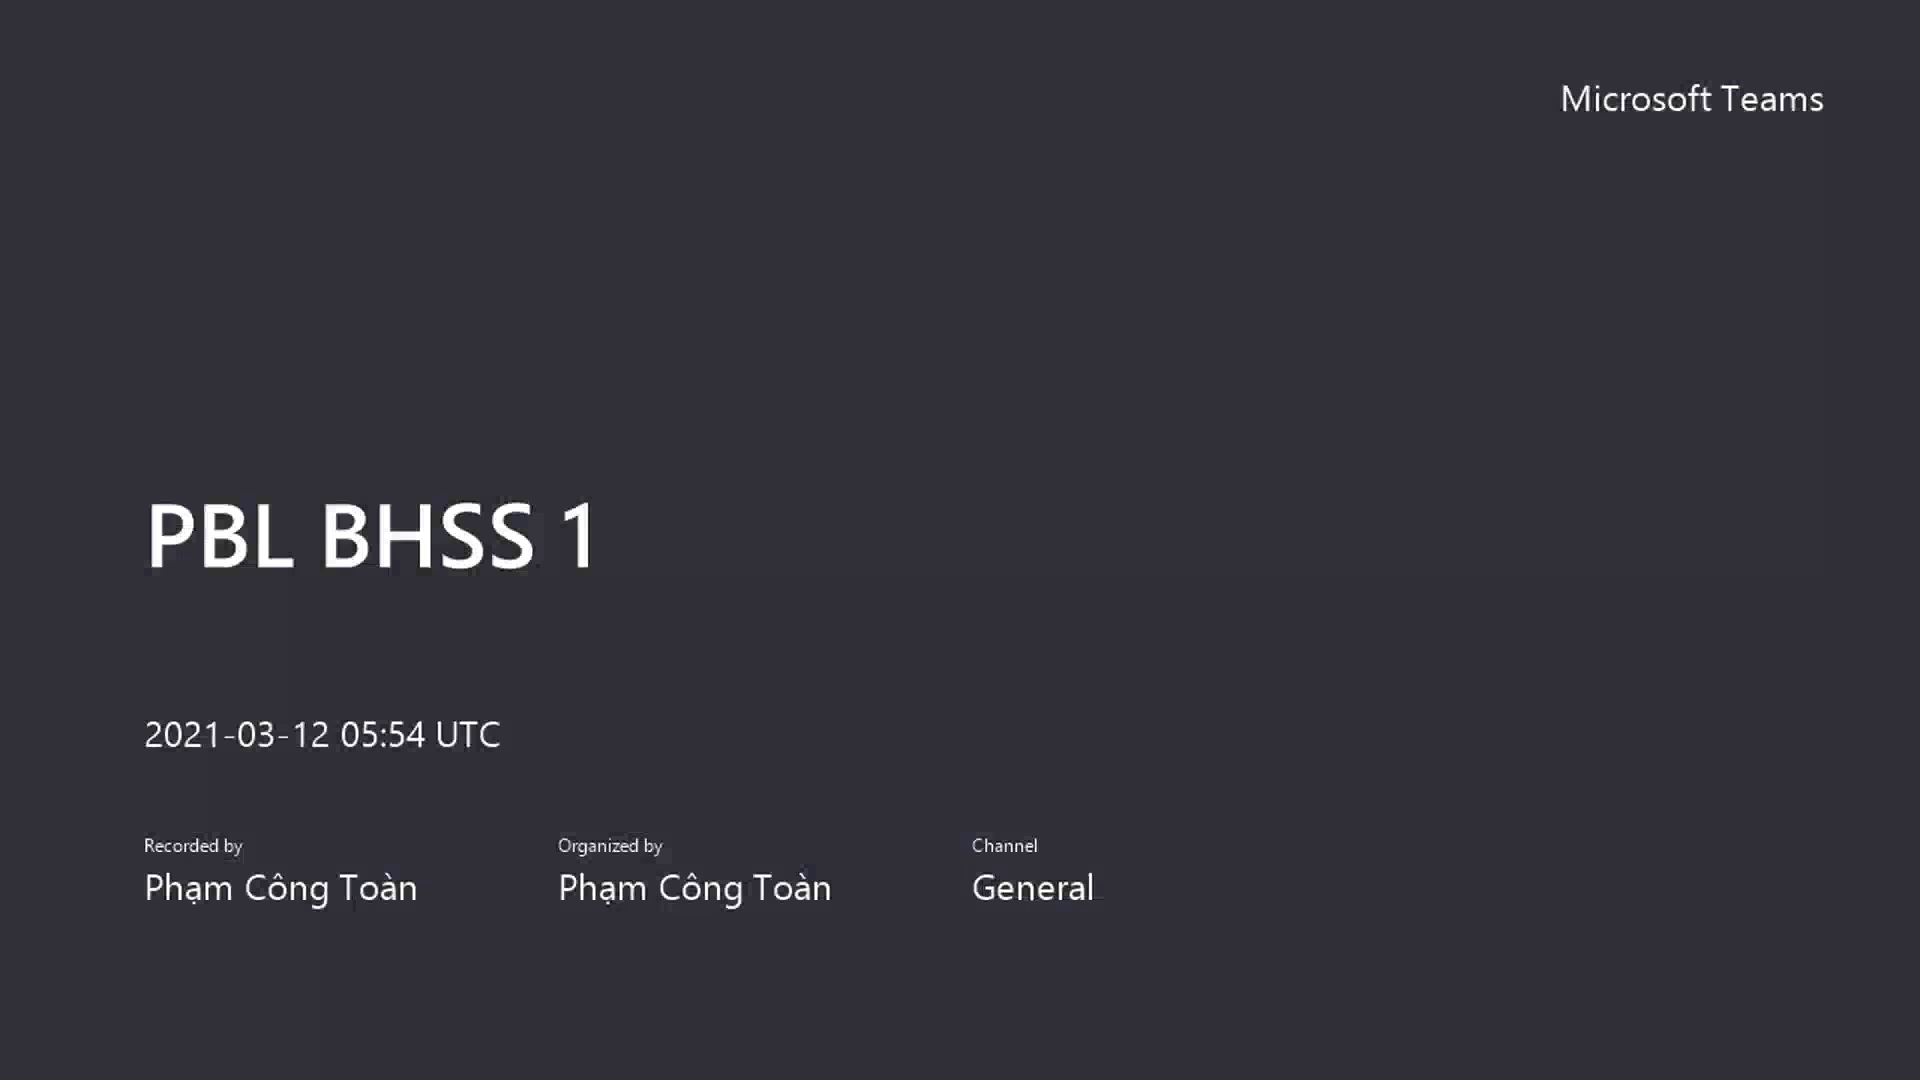 Microsoft Teams
PBL BHSS 1
2021-03-12 05:54 UTC
Recorded by
Phạm Công Toàn
Organized by
Phạm Công Toàn
Channel
General